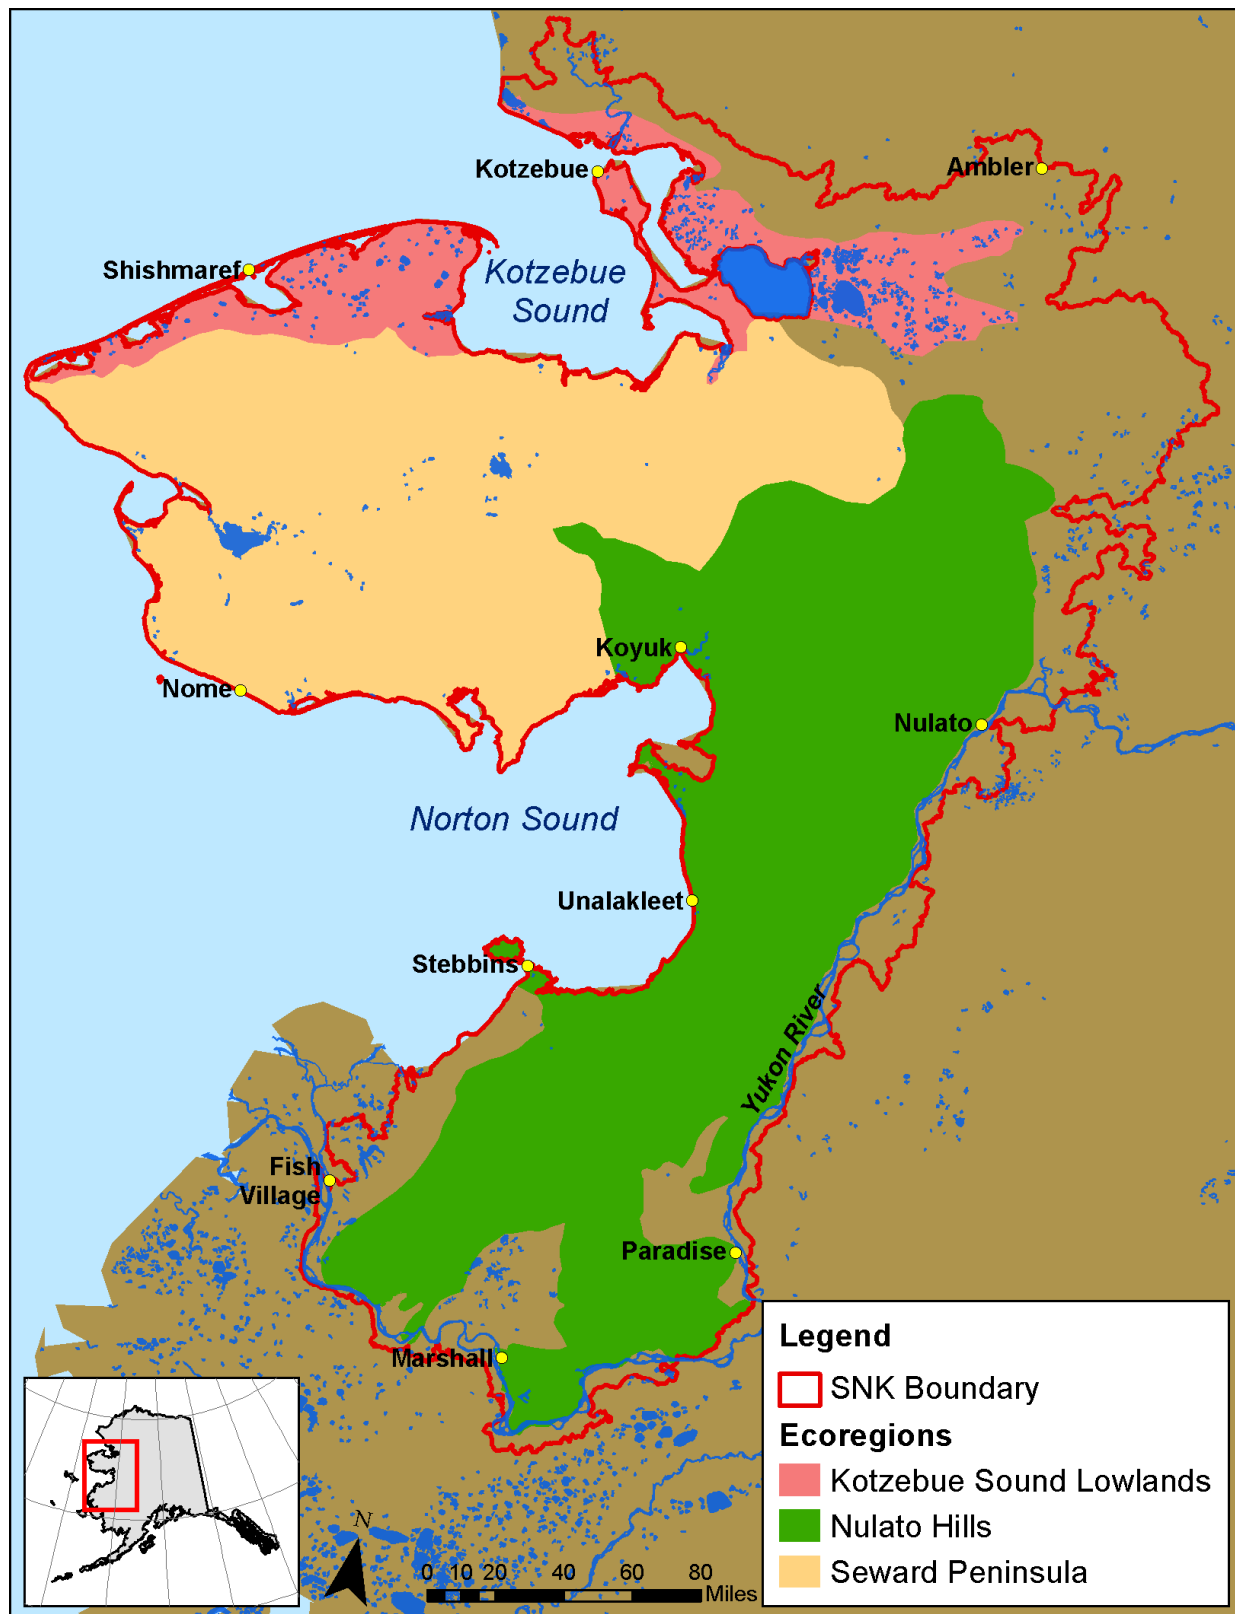 Kotzebue
Ambler
Shishmaref
Kotzebue
Sound
Koyuk
Nome
Nulato
Norton Sound
Unalakleet
Stebbins
Yukon River
Fish
Village
Paradise
Marshall
Legend
SNK Boundary
Ecoregions
Kotzebue Sound Lowlands
Nulato Hills
Seward Peninsula
N
0 10 20 40 60 80
Miles